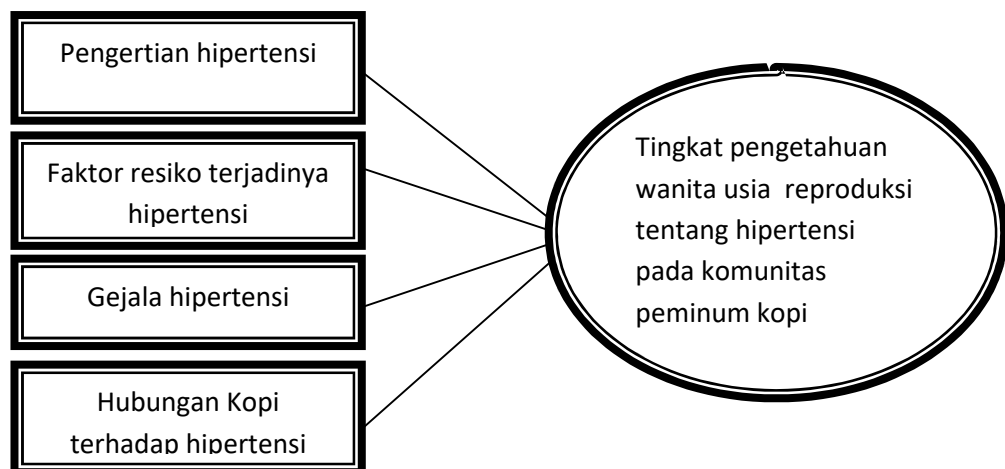 Pengertian hipertensi
Faktor resiko terjadinya
hipertensi
Gejala hipertensi
Hubungan Kopi
terhadap hipertensi
Tingkat pengetahuan
wanita usia reproduksi
tentang hipertensi
pada komunitas
peminum kopi